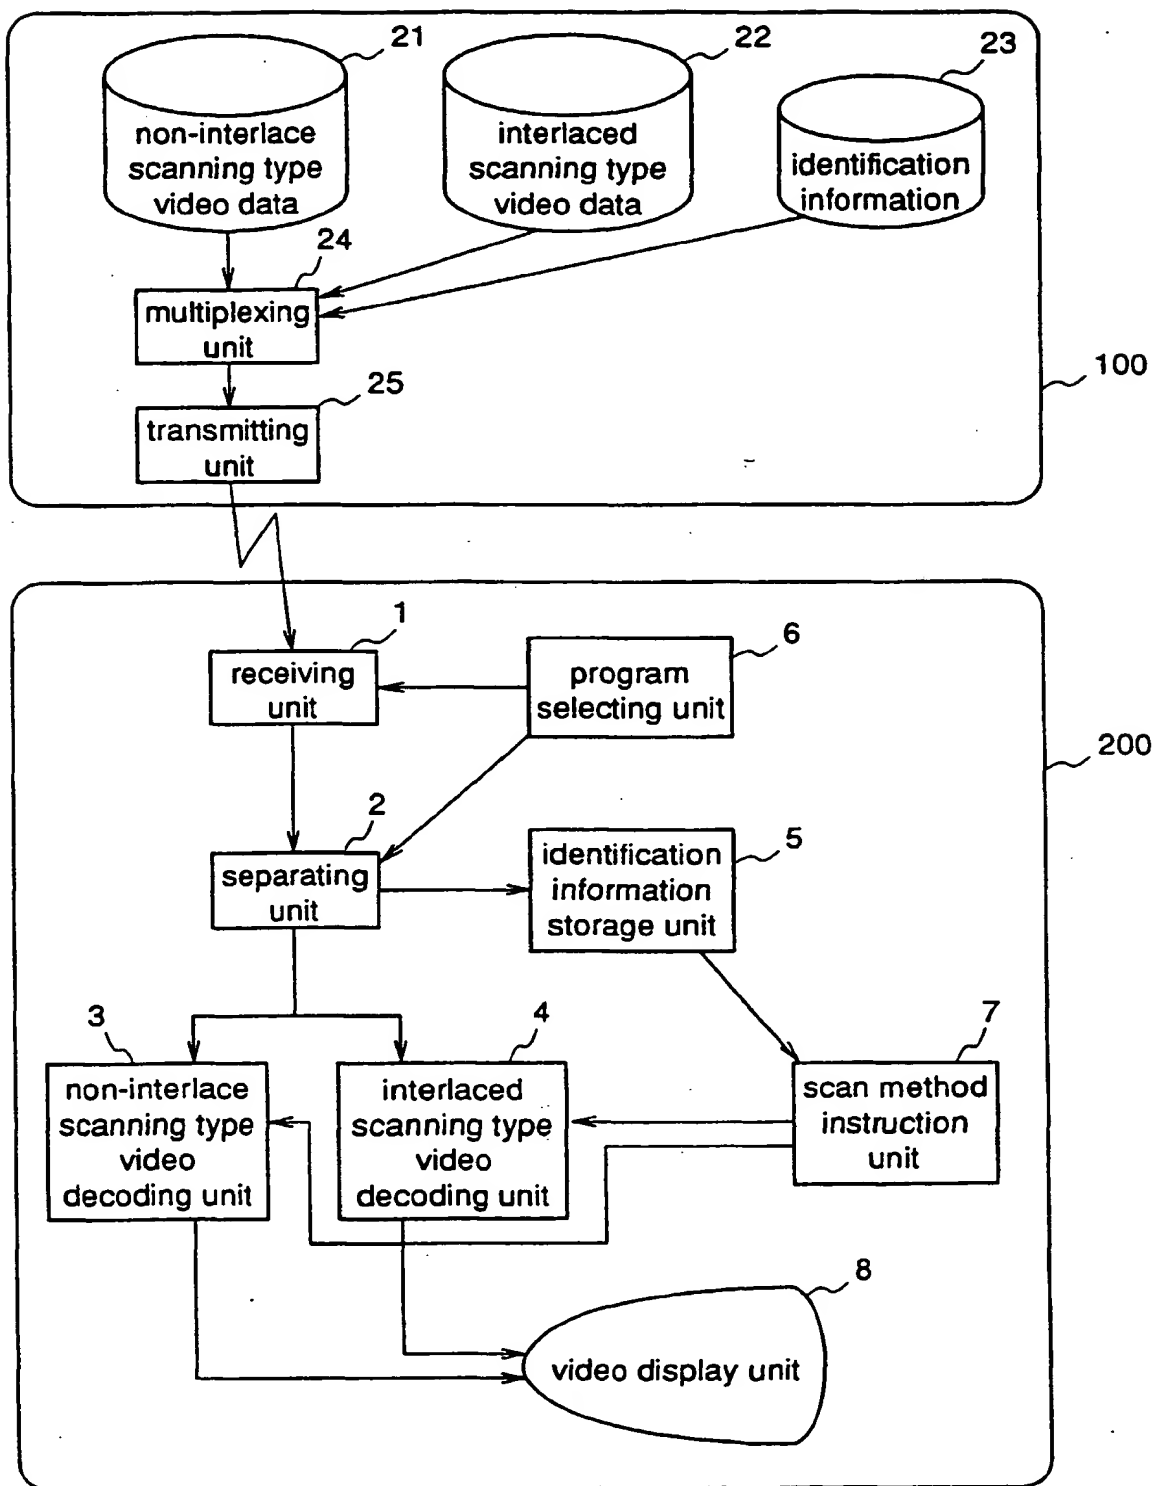 21
22
23
non-interlace
scanning type
video data
interlaced
scanning type
video data
identification
information
24
multiplexing
unit
100
25
transmitting
unit
1
6
receiving
unit
program
selecting unit
200
2
5
separating
unit
identification
information
storage unit
3
4
7
non-interlace
scanning type
video
decoding unit
interlaced
scanning type
video
decoding unit
scan method
instruction
unit
8
video display unit